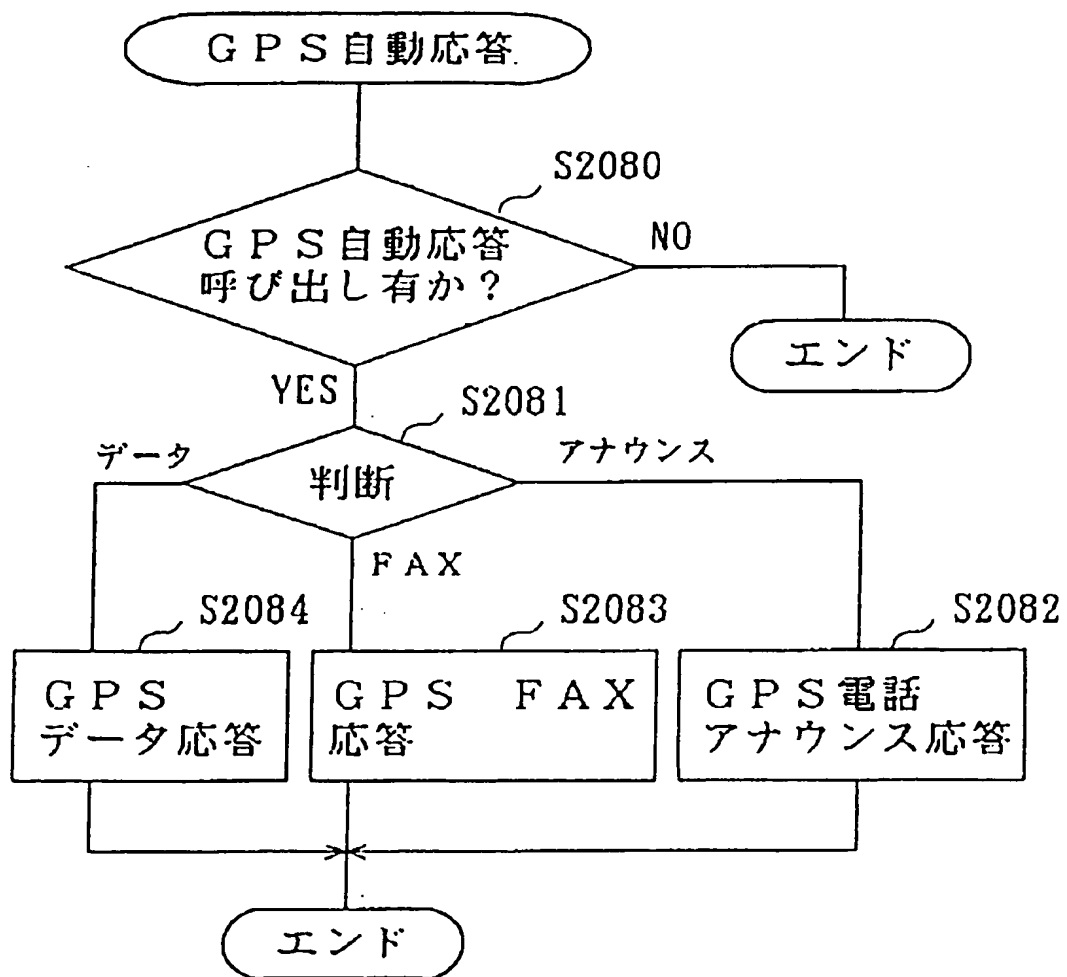 ＧＰＳ自動応答
S2080
ＧＰＳ自動応答
呼び出し有か？
NO
エンド
YES
S2081
データ
判断
アナウンス
ＦＡＸ
S2084
S2083
S2082
ＧＰＳ
データ応答
ＧＰＳ　ＦＡＸ
応答
ＧＰＳ電話
アナウンス応答
エンド